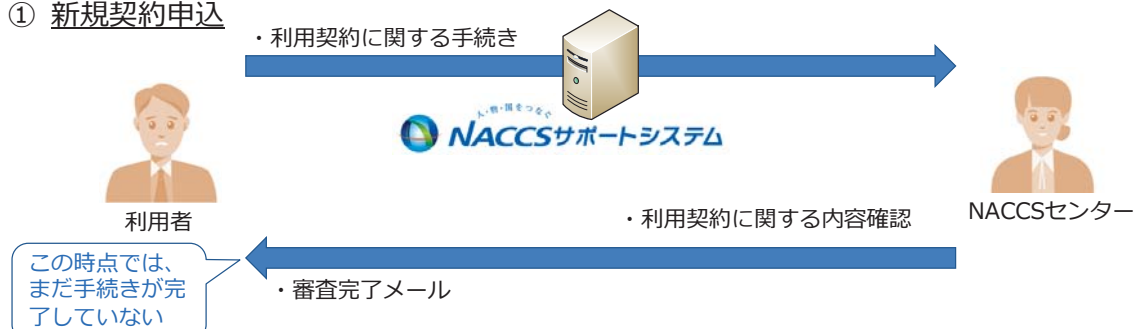 ① 新規契約申込
・利用契約に関する手続き
人・物・国をつなぐ
NACCSサポートシステム
利用者
NACCSセンター
・利用契約に関する内容確認
この時点では、
まだ手続きが完
了していない
・審査完了メール